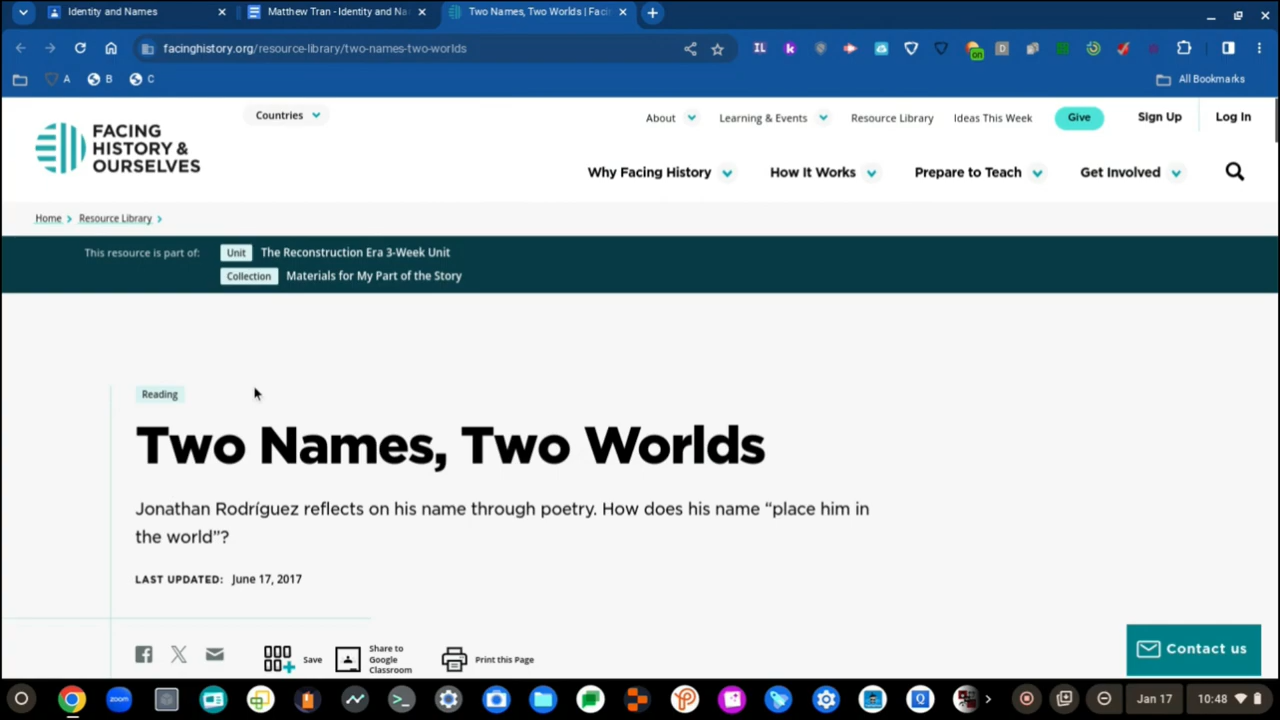 Identity and Names
Matthew Tran - Identity and Na
Two Names, Two Worlds | Faci
facinghistory.org/resource-library/two-names-two-worlds
IL
k
on
D
A
B
C
All Bookmarks
FACING
HISTORY &
OURSELVES
Countries
About
Learning & Events
Resource Library
Ideas This Week
Give
Sign Up
Log In
Why Facing History
How It Works
Prepare to Teach
Get Involved
Home
Resource Library
This resource is part of:
Unit
The Reconstruction Era 3-Week Unit
Collection
Materials for My Part of the Story
Reading
Two Names, Two Worlds
Jonathan Rodríguez reflects on his name through poetry. How does his name “place him in
the world”?
LAST UPDATED: June 17, 2017
Save
Share to
Google
Classroom
Print this Page
Contact us
zoom
Jan 17
10:48